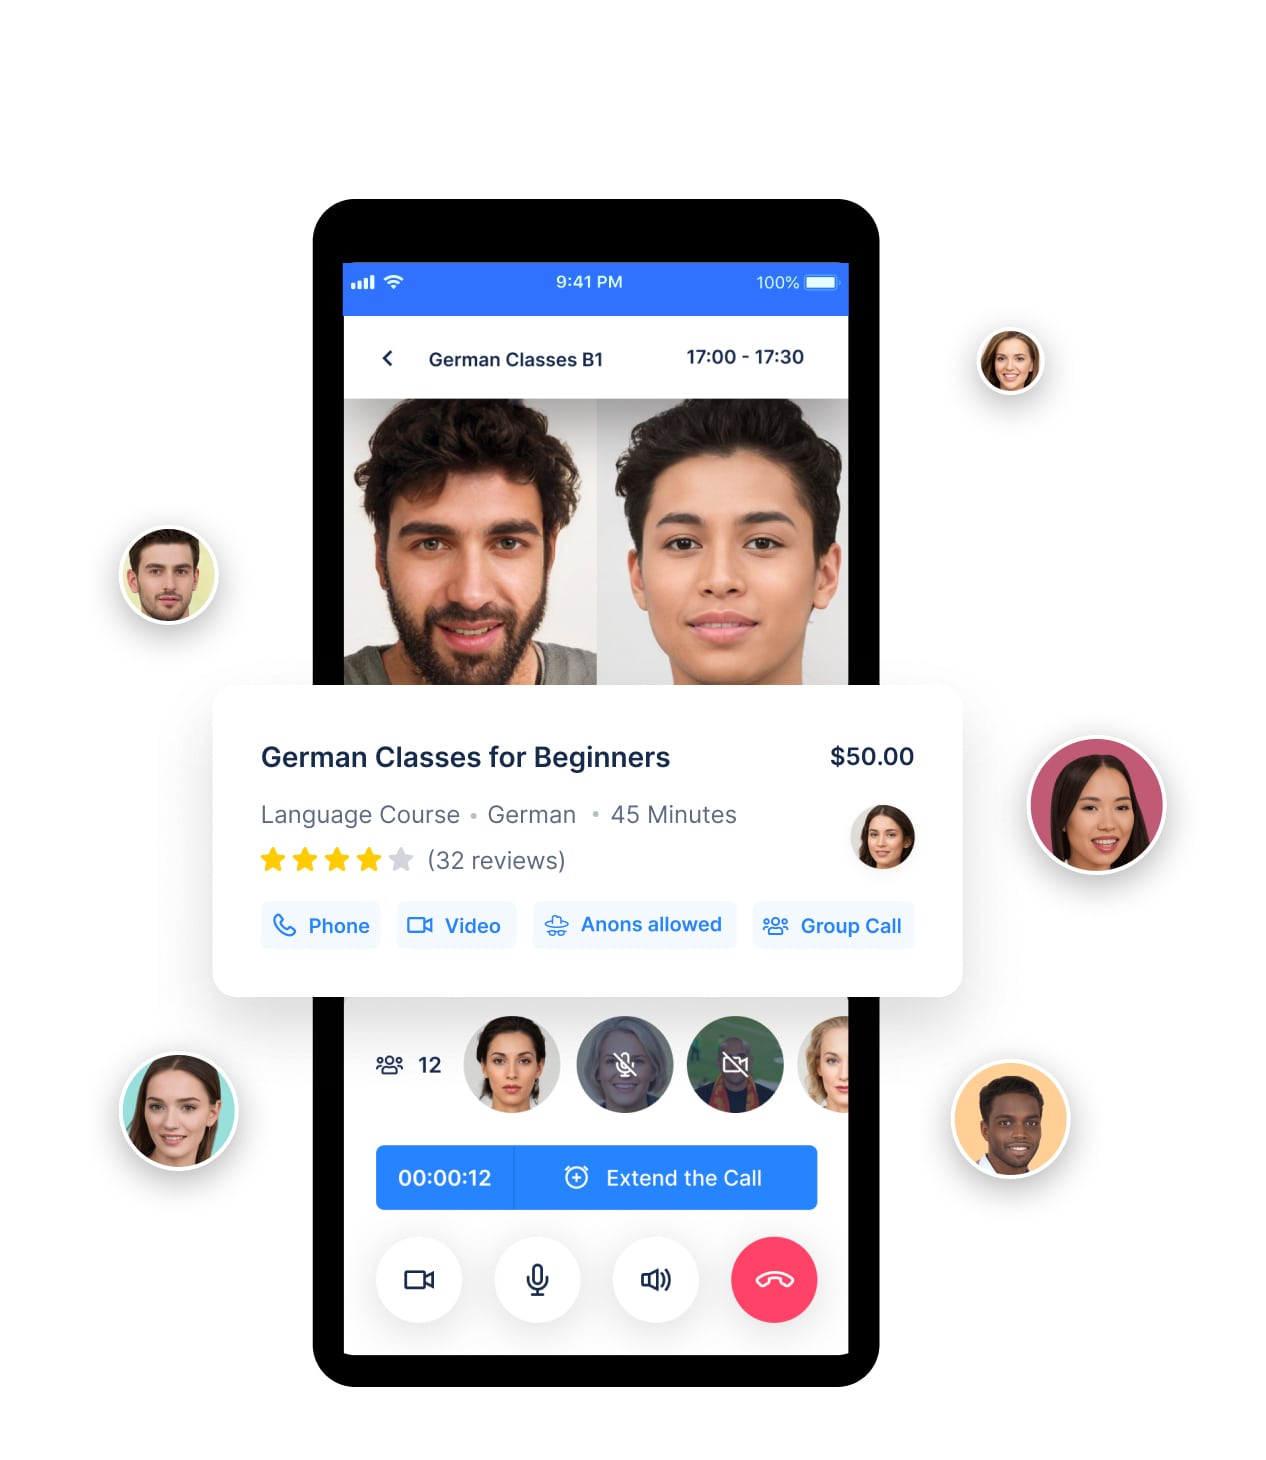 9:41 PM 100%
German Classes B1 17:00 - 17:30
German Classes for Beginners $50.00
Language Course • German • 45 Minutes
(32 reviews)
Phone Video Anons allowed Group Call
12
00:00:12 Extend the Call